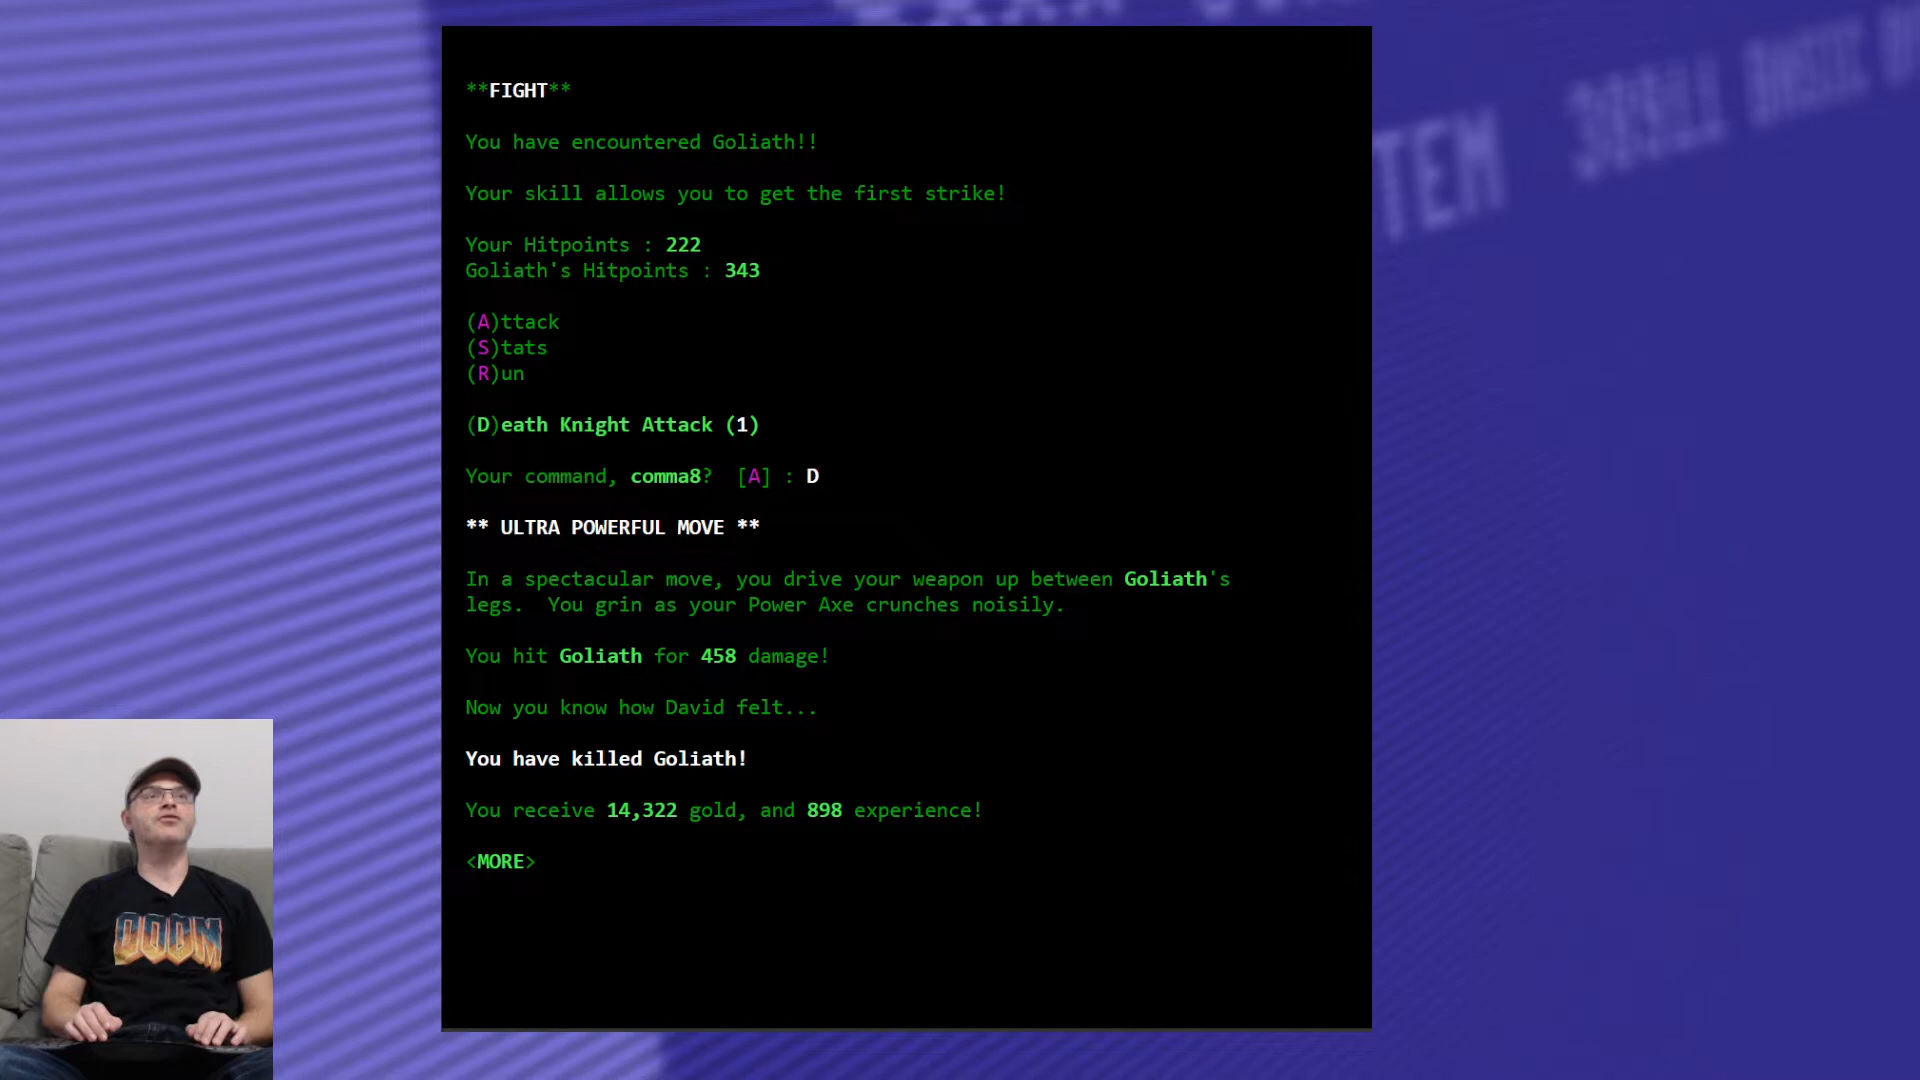 **FIGHT**
You have encountered Goliath!!
Your skill allows you to get the first strike!
Your Hitpoints : 222
Goliath's Hitpoints : 343
(A)ttack
(S)tats
(R)un
(D)eath Knight Attack (1)
Your command, comma8?  [A] : D
** ULTRA POWERFUL MOVE **
In a spectacular move, you drive your weapon up between Goliath's
legs.  You grin as your Power Axe crunches noisily.
You hit Goliath for 458 damage!
Now you know how David felt...
You have killed Goliath!
You receive 14,322 gold, and 898 experience!
<MORE>
DOOM